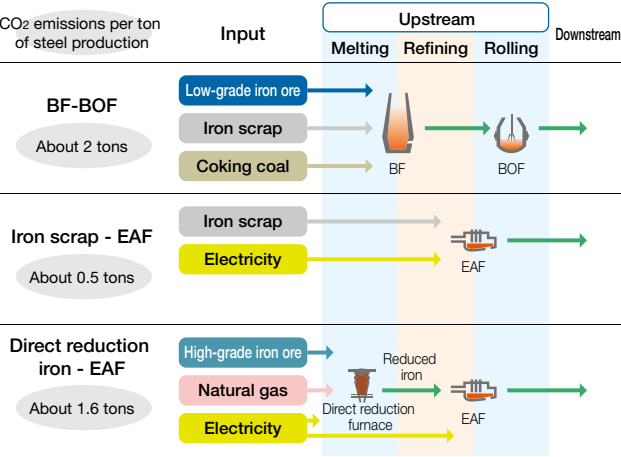 CO2 emissions per ton
of steel production
Input
Upstream
Melting
Refining
Rolling
Downstream
BF-BOF
About 2 tons
Low-grade iron ore
Iron scrap
Coking coal
BF
BOF
Iron scrap - EAF
About 0.5 tons
Iron scrap
Electricity
EAF
Direct reduction
iron - EAF
About 1.6 tons
High-grade iron ore
Natural gas
Electricity
Direct reduction
furnace
Reduced
iron
EAF